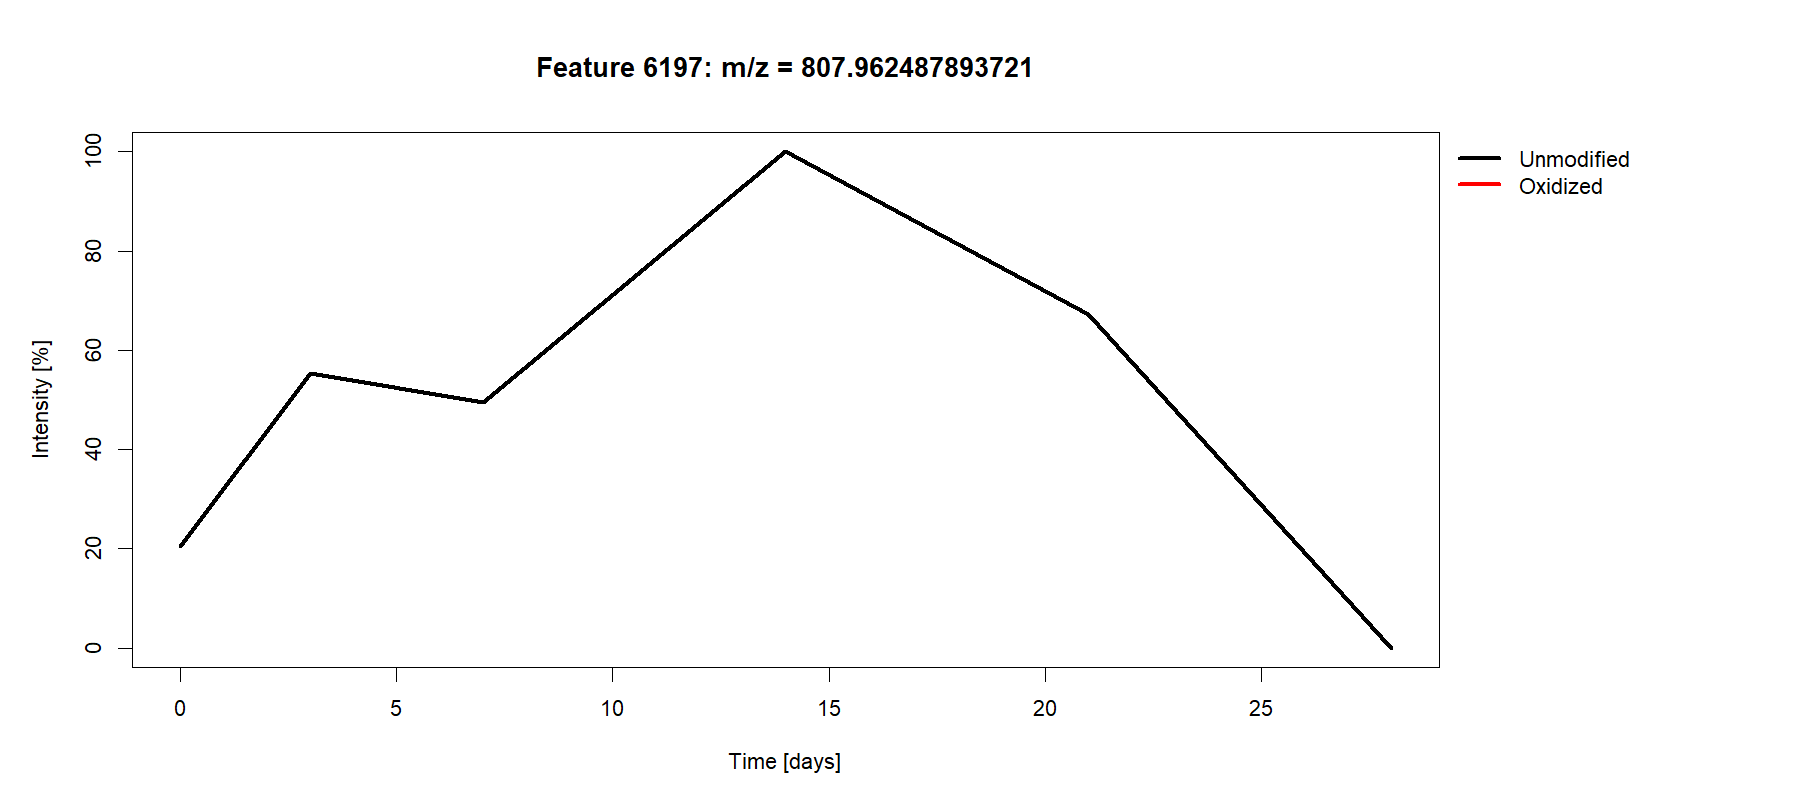 Feature 6197: m/z = 807.962487893721
Unmodified
Oxidized
Intensity [%]
100
80
60
40
20
0
0 5 10 15 20 25
Time [days]